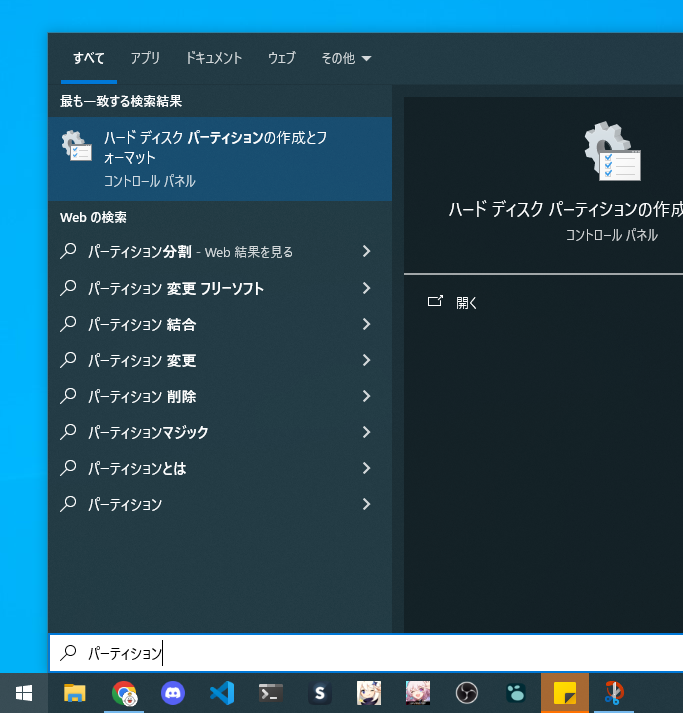 すべて アプリ ドキュメント ウェブ その他
最も一致する検索結果
ハード ディスク パーティションの作成とフ
ォーマット
コントロール パネル
Web の検索
パーティション分割 - Web 結果を見る
パーティション 変更 フリーソフト
パーティション 結合
パーティション 変更
パーティション 削除
パーティションマジック
パーティションとは
パーティション
ハード ディスク パーティションの作成
コントロール パネル
開く
パーティション
S